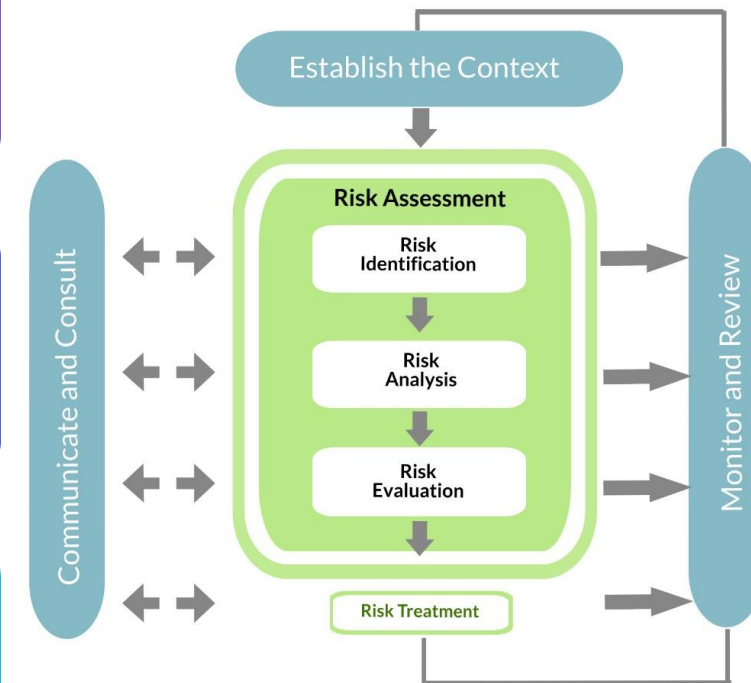 Establish the Context
Communicate and Consult
Risk Assessment
Risk
Identification
Risk
Analysis
Risk
Evaluation
Risk Treatment
Monitor and Review